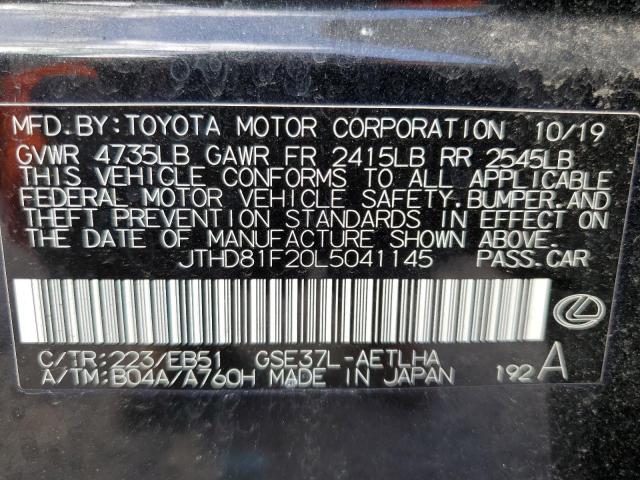 MFD.BY:TOYOTA MOTOR CORPORATION 10/19
GVWR 4735LB GAWR FR 2415LB RR 2545LB
THIS VEHICLE CONFORMS TO ALL APPLICABLE
FEDERAL MOTOR VEHICLE SAFETY,BUMPER,AND
THEFT PREVENTION STANDARDS IN EFFECT ON
THE DATE OF MANUFACTURE SHOWN ABOVE.
JTHD81F20L5041145 PASS.CAR
C/TR:223/EB51 GSE37L-AETLHA
A/TM:B04A/A760H MADE IN JAPAN 192A